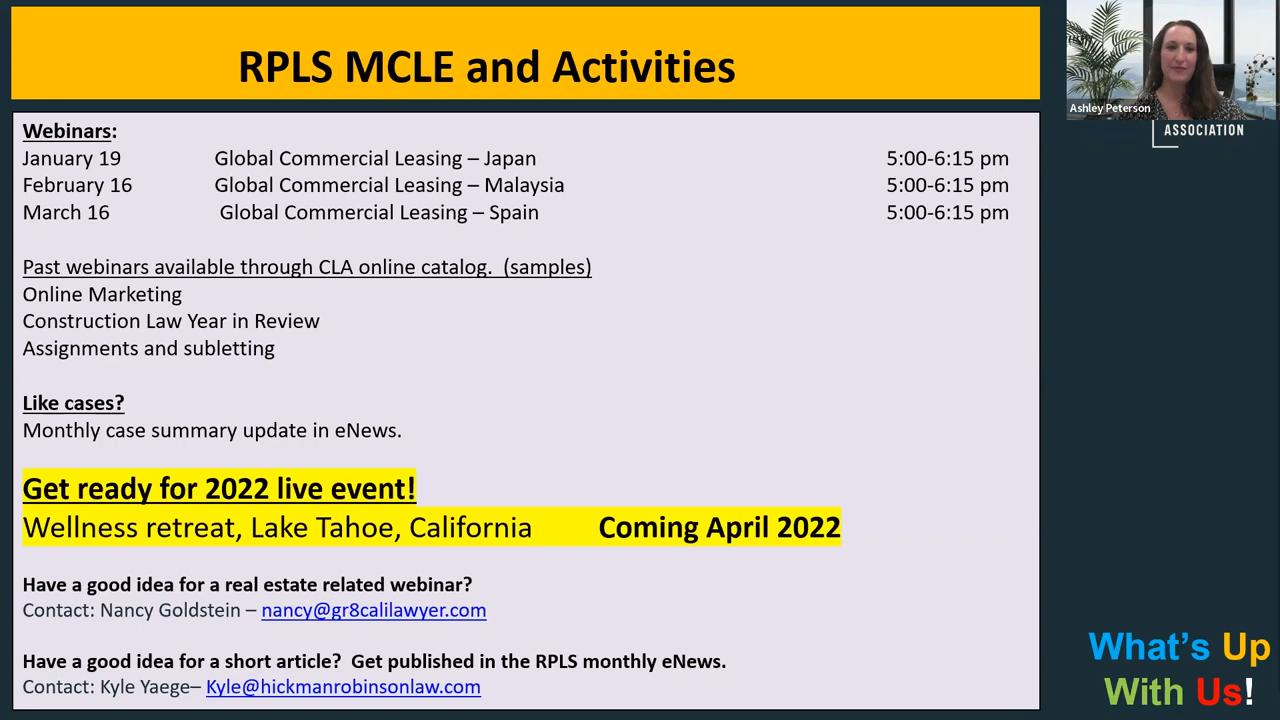 RPLS MCLE and Activities
Ashley Peterson
ASSOCIATION
Webinars:
January 19 Global Commercial Leasing – Japan 5:00-6:15 pm
February 16 Global Commercial Leasing – Malaysia 5:00-6:15 pm
March 16 Global Commercial Leasing – Spain 5:00-6:15 pm
Past webinars available through CLA online catalog. (samples)
Online Marketing
Construction Law Year in Review
Assignments and subletting
Like cases?
Monthly case summary update in eNews.
Get ready for 2022 live event!
Wellness retreat, Lake Tahoe, California Coming April 2022
Have a good idea for a real estate related webinar?
Contact: Nancy Goldstein – nancy@gr8calilawyer.com
Have a good idea for a short article? Get published in the RPLS monthly eNews.
Contact: Kyle Yaege– Kyle@hickmanrobinsonlaw.com
What's Up
With Us!